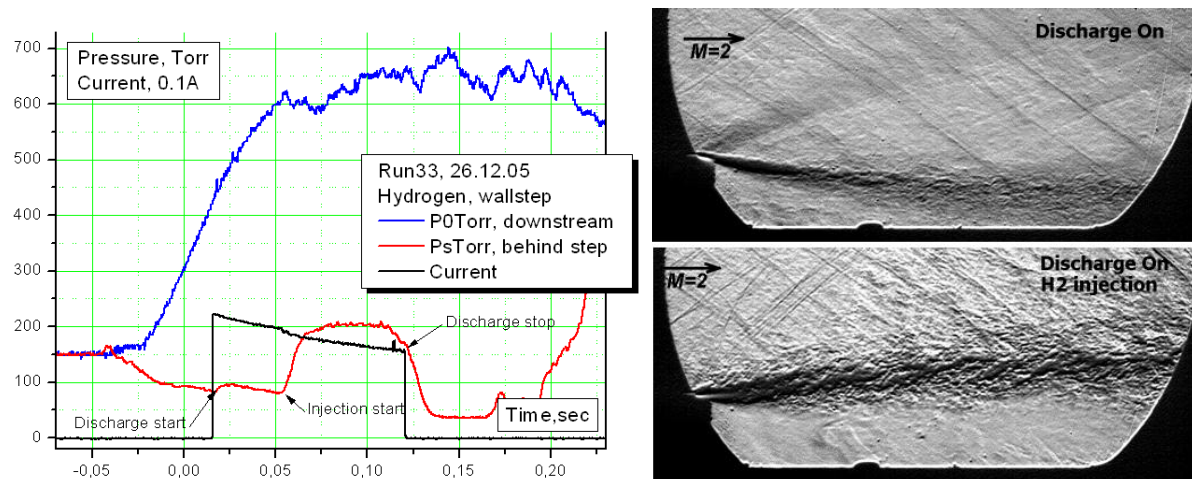 700
600
500
400
300
200
100
0
Pressure, Torr
Current, 0.1A
Run33, 26.12.05
Hydrogen, wallstep
P0Torr, downstream
PsTorr, behind step
Current
Discharge stop
Injection start
Discharge start
Time,sec
-0,05
0,00
0,05
0,10
0,15
0,20
M=2
Discharge On
M=2
Discharge On
H2 injection